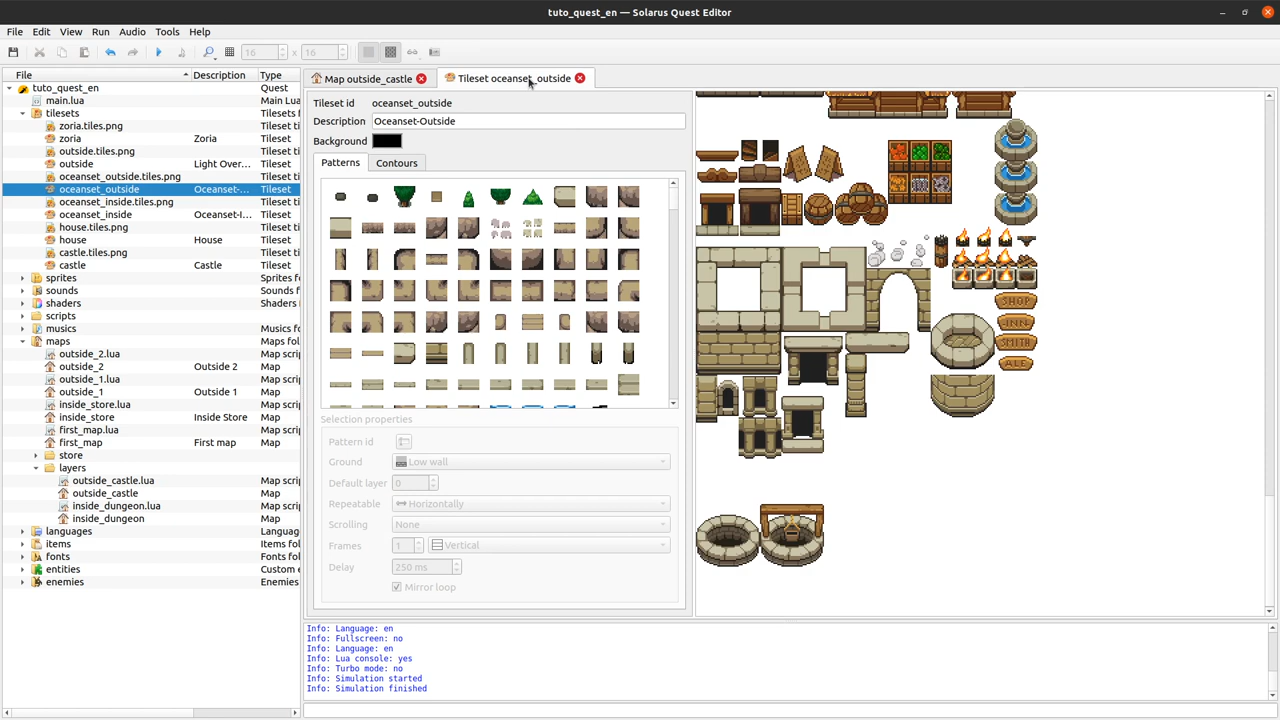 tuto_quest_en — Solarus Quest Editor
File Edit View Run Audio Tools Help
16 x 16
File Description Type
tuto_quest_en Quest
main.lua Main Lua
tilesets Tilesets f
zoria.tiles.png Tileset ti
zoria Zoria Tileset
outside.tiles.png Tileset ti
outside Light Over... Tileset
oceanset_outside.tiles.png Tileset ti
oceanset_outside Oceanset-... Tileset
oceanset_inside.tiles.png Tileset ti
oceanset_inside Oceanset-I... Tileset
house.tiles.png Tileset ti
house House Tileset
castle.tiles.png Tileset ti
castle Castle Tileset
sprites Sprites fo
sounds Sounds f
shaders Shaders
scripts
musics Musics fo
maps Maps fol
outside_2.lua Map scrip
outside_2 Outside 2 Map
outside_1.lua Map scrip
outside_1 Outside 1 Map
inside_store.lua Map scrip
inside_store Inside Store Map
first_map.lua Map scrip
first_map First map Map
store
layers
outside_castle.lua Map scrip
outside_castle Map
inside_dungeon.lua Map scrip
inside_dungeon Map
languages Languag
items Items fol
fonts Fonts fol
entities Custom e
enemies Enemies
Map outside_castle Tileset oceanset_outside
Tileset id oceanset_outside
Description Oceanset-Outside
Background
Patterns Contours
Selection properties
Pattern id
Ground Low wall
Default layer 0
Repeatable Horizontally
Scrolling None
Frames 1 Vertical
Delay 250 ms
Mirror loop
SHOP
INN
SMITH
ALE
Info: Language: en
Info: Fullscreen: no
Info: Language: en
Info: Lua console: yes
Info: Turbo mode: no
Info: Simulation started
Info: Simulation finished